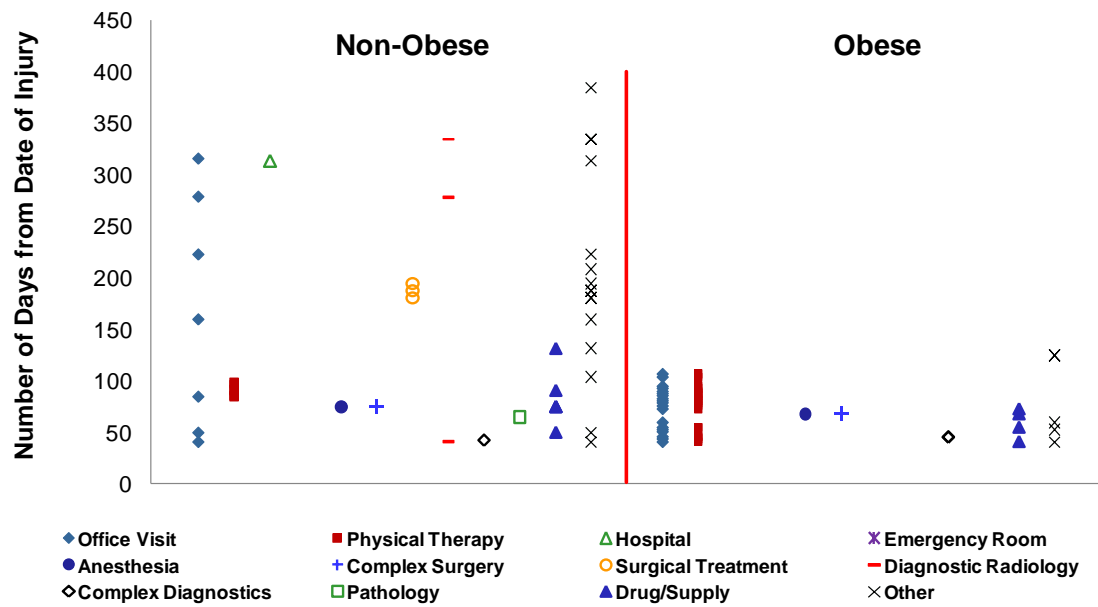 450
Non-Obese
Obese
400
350
300
250
200
150
100
50
0
Number of Days from Date of Injury
Office Visit
Physical Therapy
Hospital
Emergency Room
Anesthesia
Complex Surgery
Surgical Treatment
Diagnostic Radiology
Complex Diagnostics
Pathology
Drug/Supply
Other